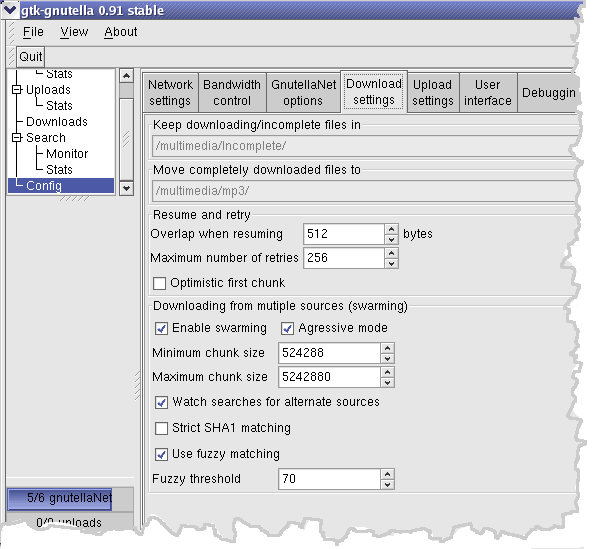 gtk-gnutella 0.91 stable
File View About
Quit
Stats
Uploads
Stats
Downloads
Search
Monitor
Stats
Config
Network settings
Bandwidth control
GnutellaNet options
Download settings
Upload settings
User interface
Debuggin
Keep downloading/incomplete files in
/multimedia/Incomplete/
Move completely downloaded files to
/multimedia/mp3/
Resume and retry
Overlap when resuming 512 bytes
Maximum number of retries 256
Optimistic first chunk
Downloading from mutiple sources (swarming)
Enable swarming Agressive mode
Minimum chunk size 524288
Maximum chunk size 5242880
Watch searches for alternate sources
Strict SHA1 matching
Use fuzzy matching
Fuzzy threshold 70
5/6 gnutellaNet
0/0 uploads